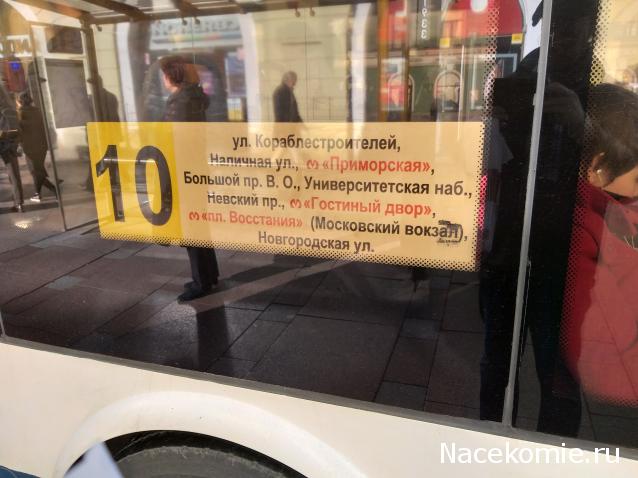 10
ул. Кораблестроителей,
Наличная ул., м «Приморская»,
Большой пр. В. О., Университетская наб.,
Невский пр., м «Гостиный двор»,
м «пл. Восстания» (Московский вокзал),
Новгородская ул.
Nacekomie.ru